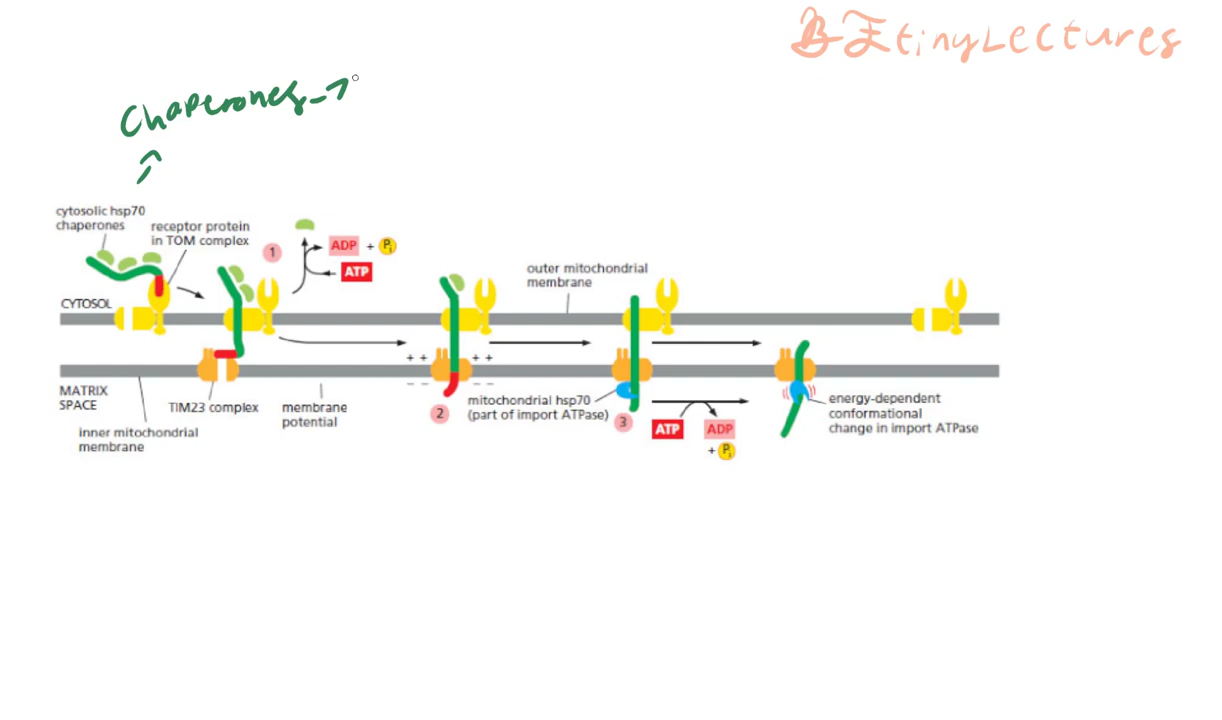 tinyLectures
Chaperones →
cytosolic hsp70
chaperones
receptor protein
in TOM complex
1
ADP + Pi
ATP
outer mitochondrial
membrane
CYTOSOL
+ +
+ +
– –
– –
MATRIX
SPACE
TIM23 complex
membrane
potential
inner mitochondrial
membrane
2
mitochondrial hsp70
(part of import ATPase)
3
ATP
ADP
+ Pi
energy-dependent
conformational
change in import ATPase